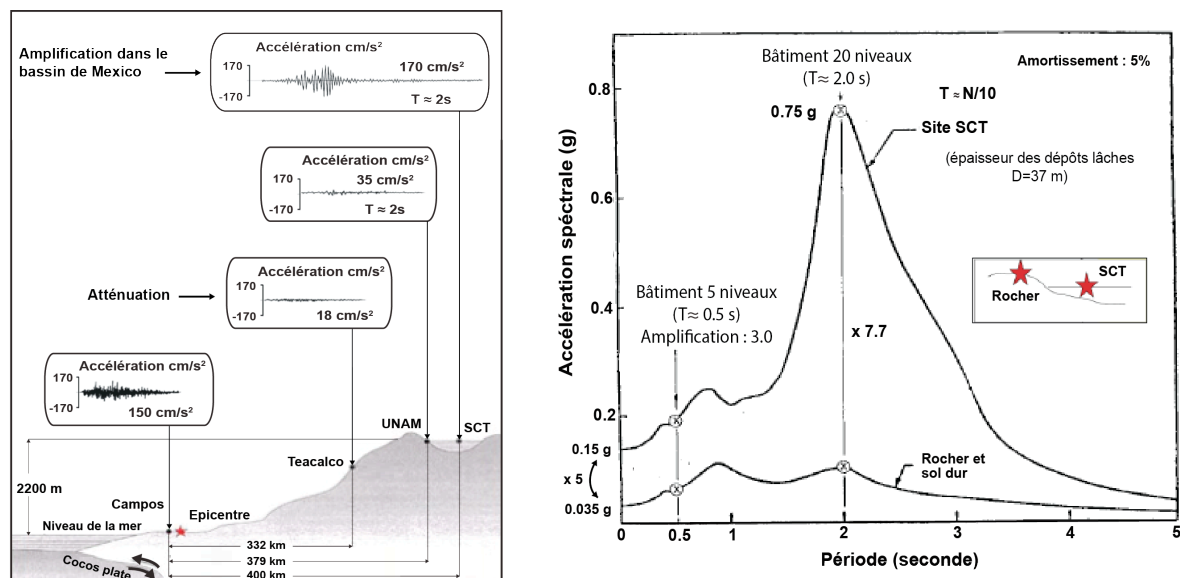 Amplification dans le
bassin de Mexico
Accélération cm/s²
170
-170
170 cm/s²
T ≈ 2s
Accélération cm/s²
170
-170
35 cm/s²
T ≈ 2s
Atténuation
Accélération cm/s²
170
-170
18 cm/s²
Accélération cm/s²
170
-170
150 cm/s²
UNAM
SCT
Teacalco
2200 m
Campos
Epicentre
Niveau de la mer
332 km
379 km
400 km
Cocos plate
Accélération spéctrale (g)
0.8
0.6
0.4
0.2
0.15 g
x 5
0.035 g
Bâtiment 20 niveaux
(T≈ 2.0 s)
0.75 g
Amortissement : 5%
T ≈ N/10
Site SCT
(épaisseur des dépôts lâches
D=37 m)
SCT
Rocher
Bâtiment 5 niveaux
(T≈ 0.5 s)
Amplification : 3.0
x 7.7
Rocher et
sol dur
0
0.5
1
2
3
4
5
Période (seconde)